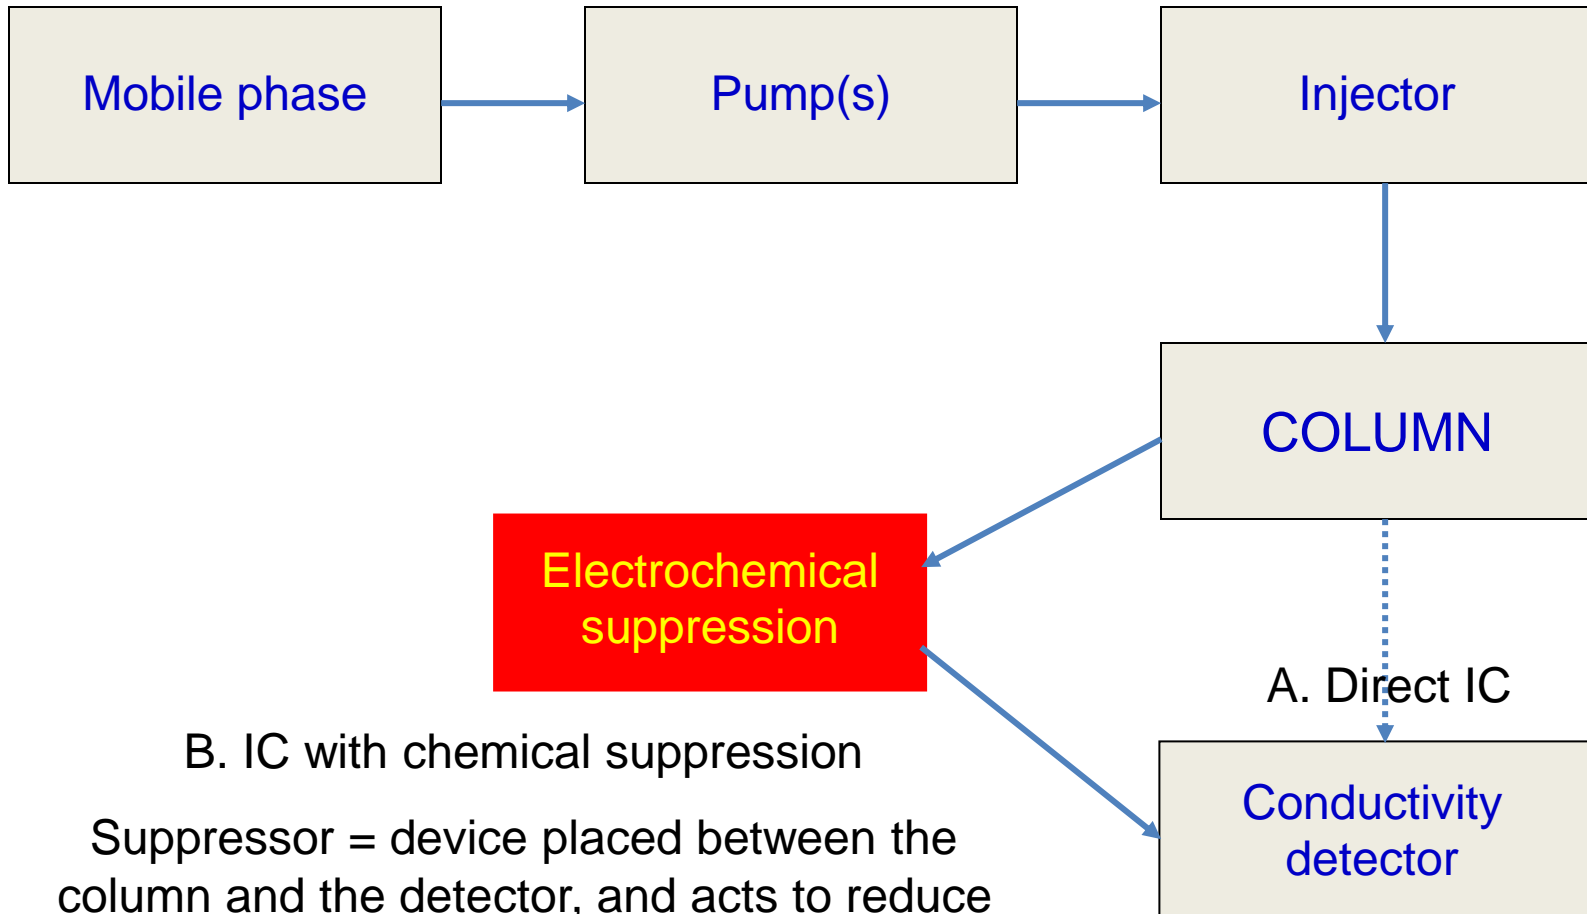 Mobile phase
Pump(s)
Injector
COLUMN
Electrochemical
suppression
A. Direct IC
B. IC with chemical suppression
Conductivity
detector
Suppressor = device placed between the
column and the detector, and acts to reduce